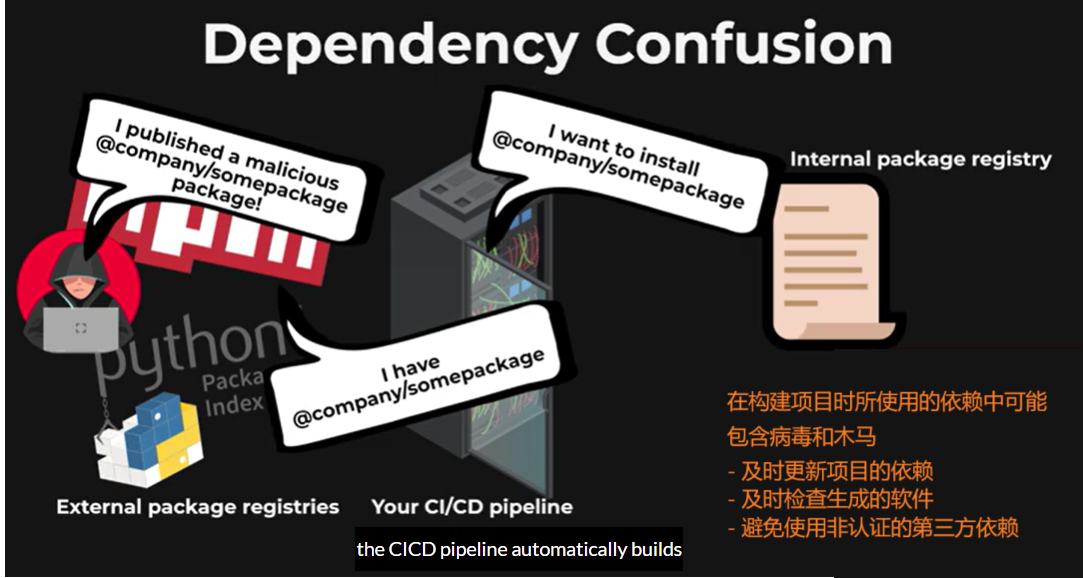 Dependency Confusion
I published a malicious
@company/somepackage
package!
I want to install
@company/somepackage
Internal package registry
npm
python
Packa
Index
I have
@company/somepackage
External package registries
Your CI/CD pipeline
the CICD pipeline automatically builds
在构建项目时所使用的依赖中可能
包含病毒和木马
- 及时更新项目的依赖
- 及时检查生成的软件
- 避免使用非认证的第三方依赖